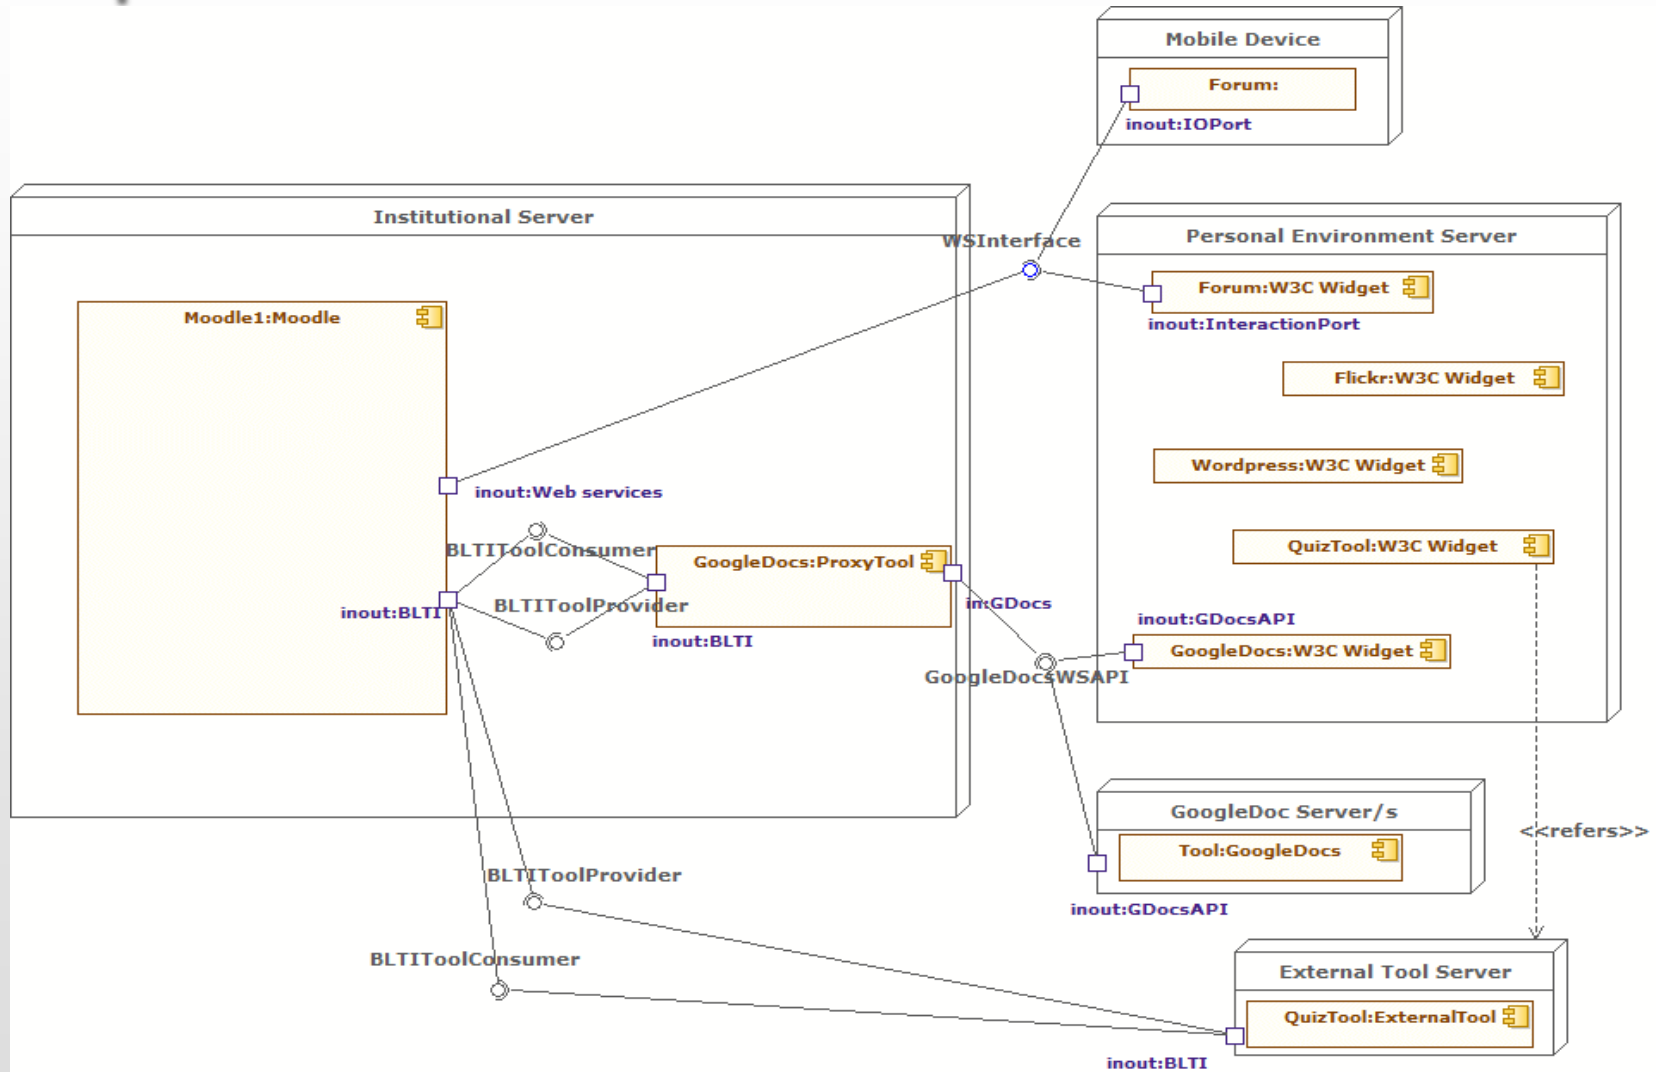 Mobile Device
Forum:
inout:IOPort
Institutional Server
WSInterface
Personal Environment Server
Forum:W3C Widget
inout:InteractionPort
Moodle1:Moodle
Flickr:W3C Widget
Wordpress:W3C Widget
inout:Web services
BLTIToolConsumer
QuizTool:W3C Widget
GoogleDocs:ProxyTool
BLTIToolProvider
inout:BLTI
in:GDocs
inout:BLTI
inout:GDocsAPI
GoogleDocs:W3C Widget
GoogleDocsWSAPI
GoogleDoc Server/s
Tool:GoogleDocs
<<refers>>
BLTIToolProvider
inout:GDocsAPI
BLTIToolConsumer
External Tool Server
QuizTool:ExternalTool
inout:BLTI